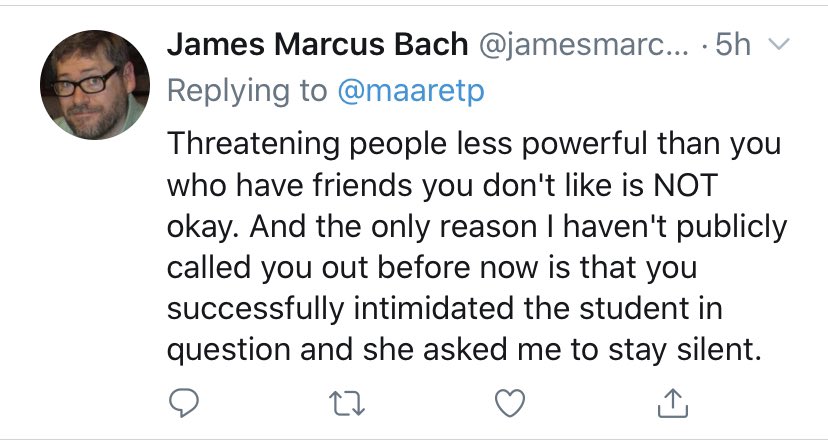 James Marcus Bach @jamesmarc... · 5h
Replying to @maaretp
Threatening people less powerful than you
who have friends you don't like is NOT
okay. And the only reason I haven't publicly
called you out before now is that you
successfully intimidated the student in
question and she asked me to stay silent.